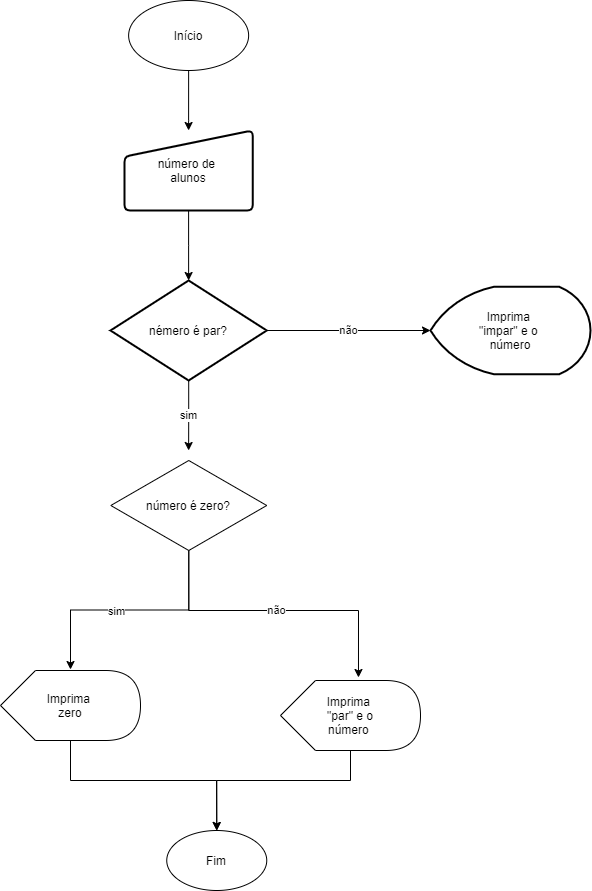 Início
número de
alunos
némero é par?
não
Imprima
"impar" e o
número
sim
número é zero?
sim
não
Imprima
zero
Imprima
"par" e o
número
Fim